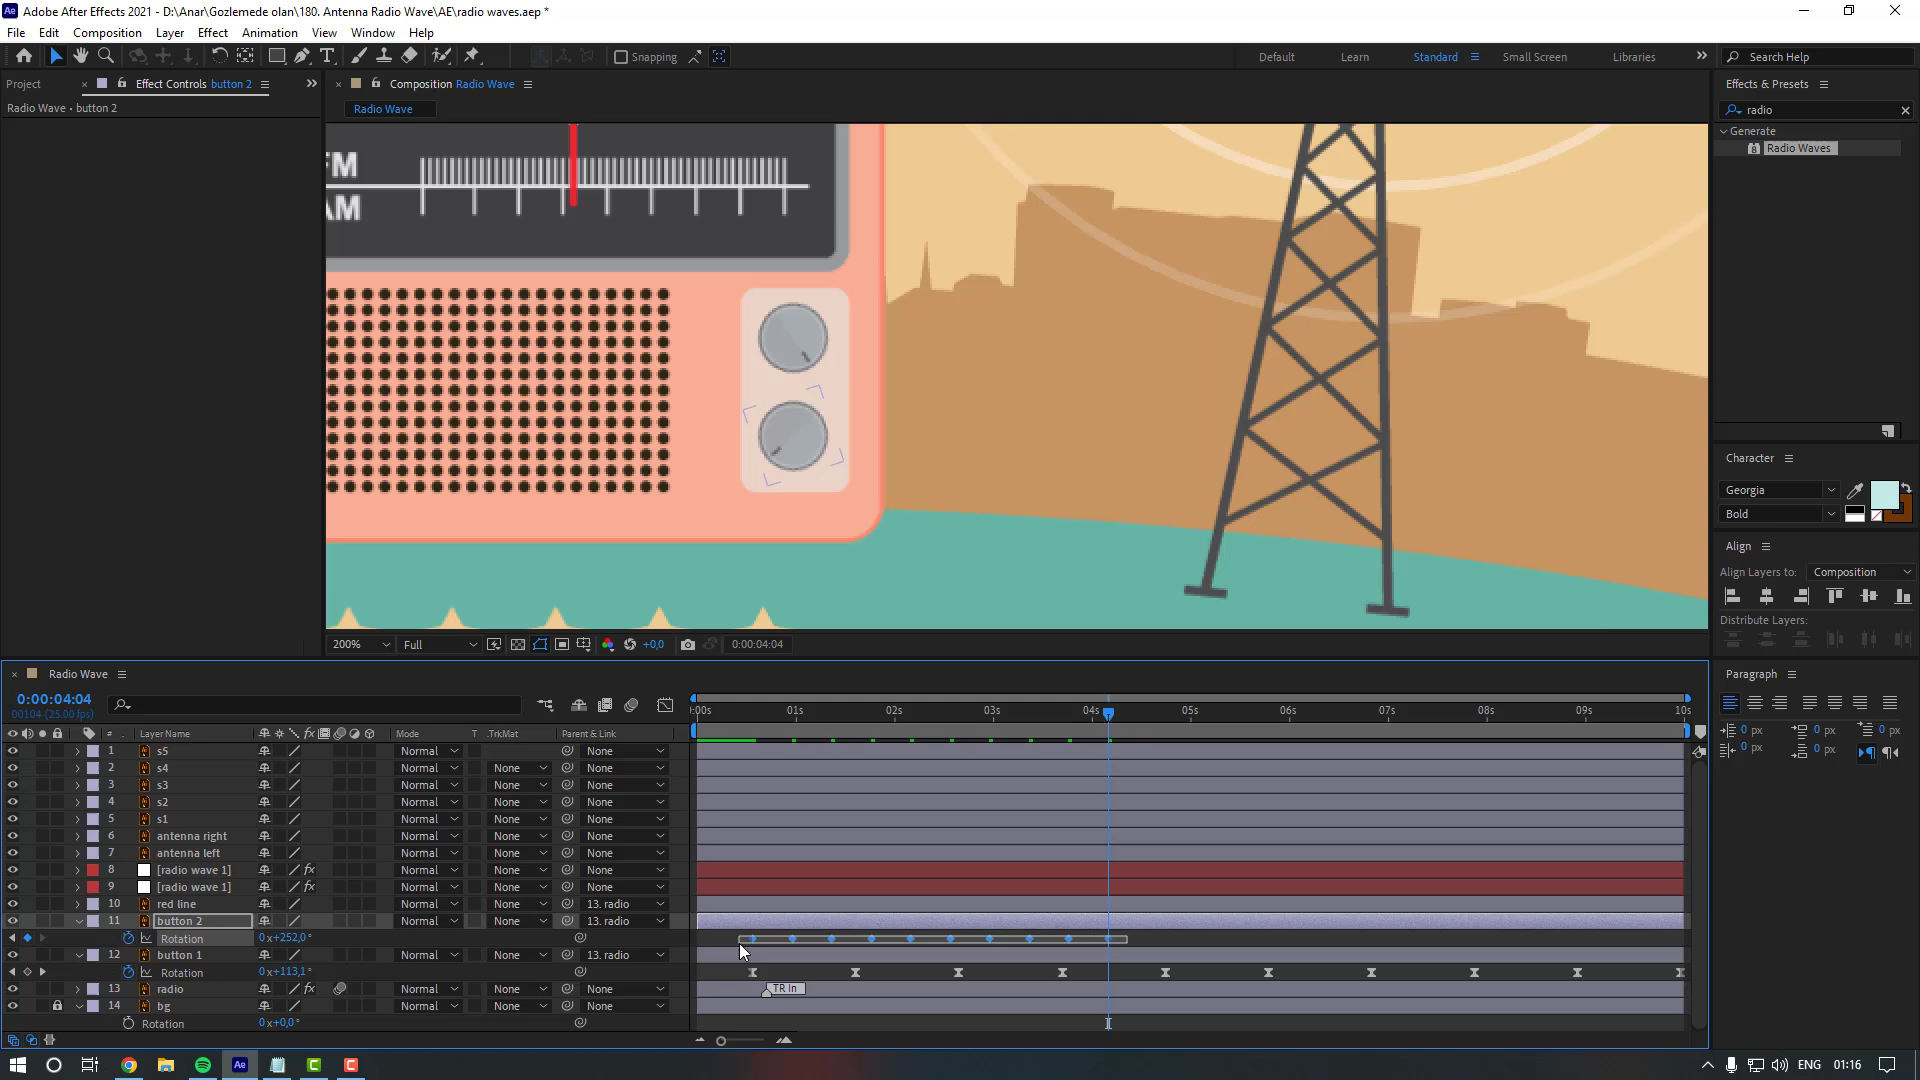 Adobe After Effects 2021 - D:\Anar\Gozlemede olan\180. Antenna Radio Wave\AE\radio waves.aep *
File Edit Composition Layer Effect Animation View Window Help
Snapping
Default Learn Standard Small Screen Libraries Search Help
Project Effect Controls button 2
Radio Wave • button 2
Composition Radio Wave
Radio Wave
Effects & Presets
radio
Generate
Radio Waves
FM
AM
Character
Georgia
Bold
Align
Align Layers to: Composition
Distribute Layers:
200% Full +0,0 0:00:04:04
Radio Wave
0:00:04:04
00104 (25.00 fps)
:00s 01s 02s 03s 04s 05s 06s 07s 08s 09s 10s
# Layer Name Mode T .TrkMat Parent & Link
1 s5 Normal None
2 s4 Normal None None
3 s3 Normal None None
4 s2 Normal None None
5 s1 Normal None None
6 antenna right Normal None None
7 antenna left Normal None None
8 [radio wave 1] fx Normal None None
9 [radio wave 1] fx Normal None None
10 red line Normal None 13. radio
11 button 2 Normal None 13. radio
Rotation 0x+252,0°
12 button 1 Normal None 13. radio
Rotation 0x+113,1°
13 radio fx Normal None None
TR In
14 bg Normal None None
Rotation 0x+0,0°
Paragraph
0 px 0 px 0 px
0 px 0 px
ENG 01:16